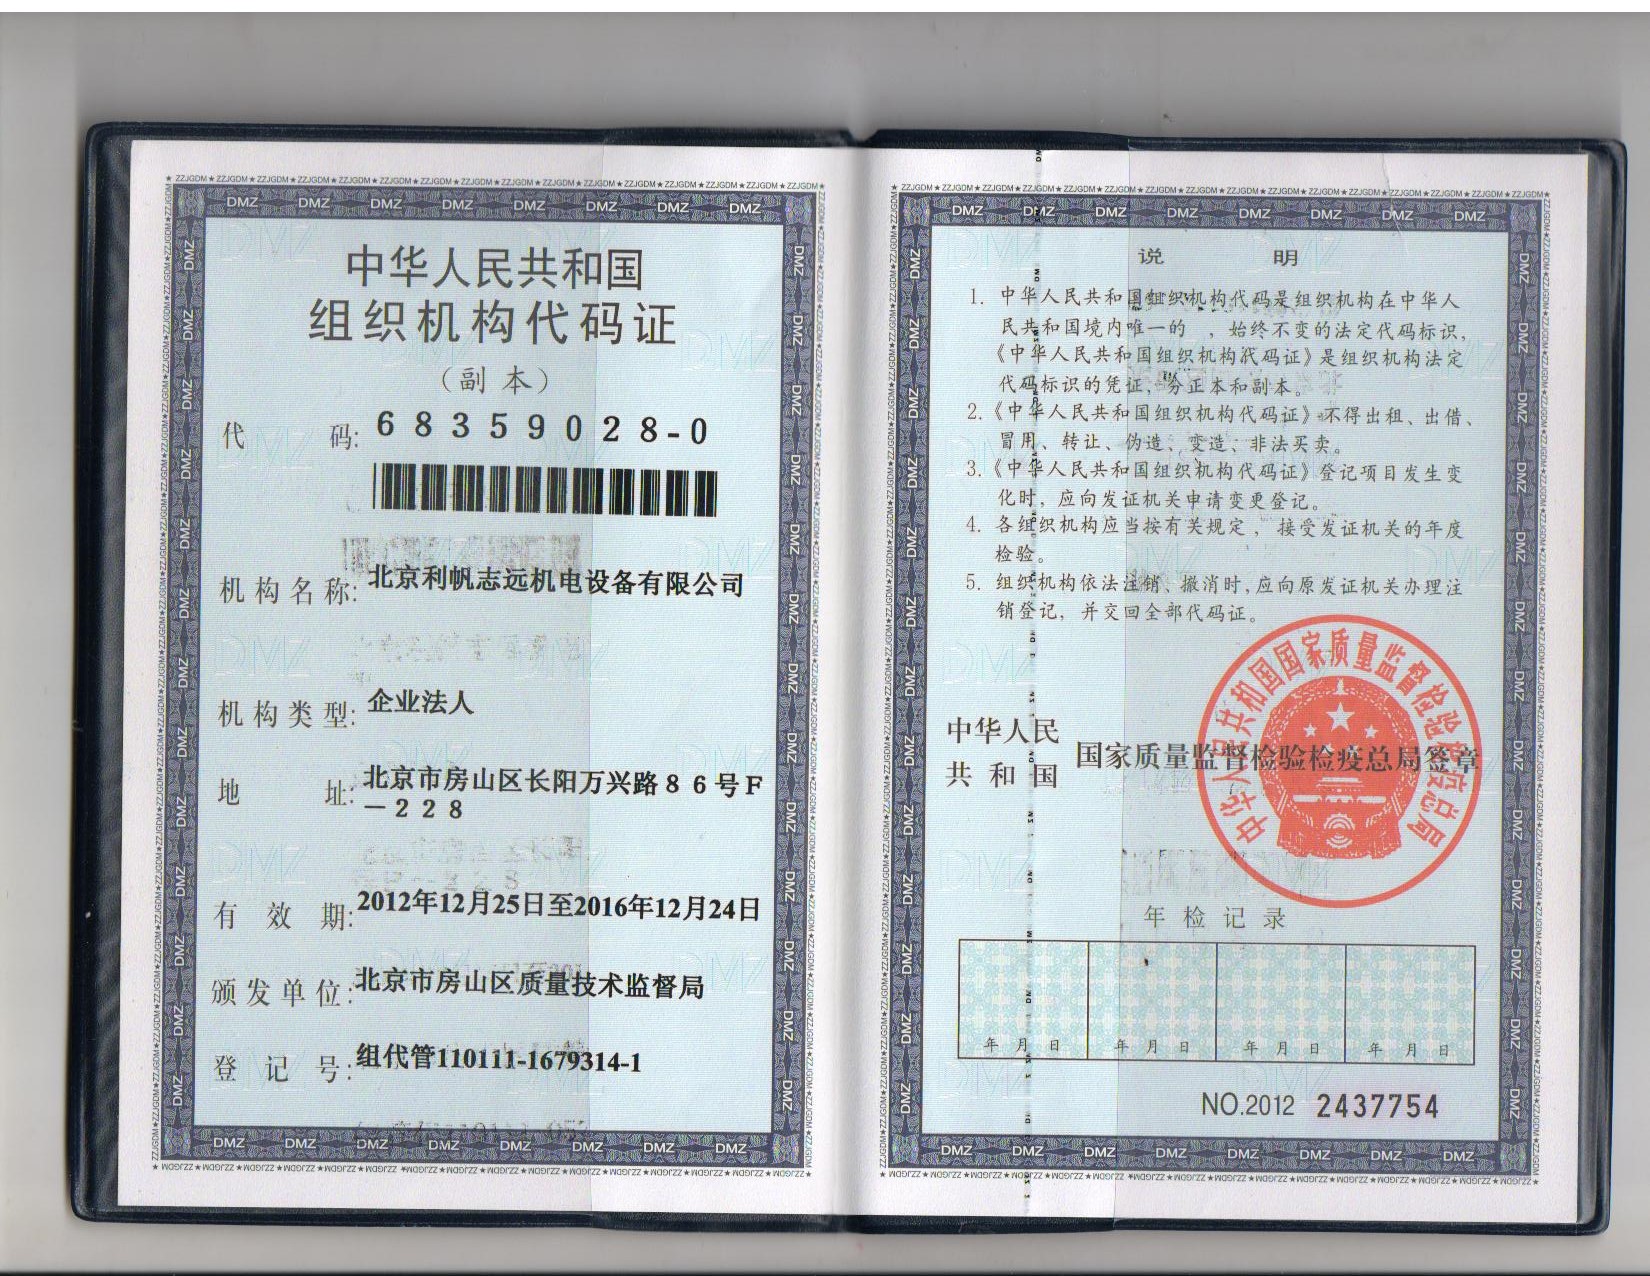 中华人民共和国
组织机构代码证
（副本）
代码: 68359028-0
机构名称: 北京利帆志远机电设备有限公司
机构类型: 企业法人
地址: 北京市房山区长阳万兴路８６号F
－２２８
有效期: 2012年12月25日至2016年12月24日
颁发单位: 北京市房山区质量技术监督局
登记号: 组代管110111-1679314-1
说明
1. 中华人民共和国组织机构代码是组织机构在中华人
民共和国境内唯一的 ，始终不变的法定代码标识，
《中华人民共和国组织机构代码证》是组织机构法定
代码标识的凭证，分正本和副本。
2.《中华人民共和国组织机构代码证》不得出租、出借、
冒用、转让、伪造、变造、非法买卖。
3.《中华人民共和国组织机构代码证》登记项目发生变
化时，应向发证机关申请变更登记。
4. 各组织机构应当按有关规定，接受发证机关的年度
检验。
5. 组织机构依法注销、撤消时，应向原发证机关办理注
销登记，并交回全部代码证。
中华人民共和国国家质量监督检验检疫总局
中华人民
共和国 国家质量监督检验检疫总局签章
年检记录
年 月 日 年 月 日 年 月 日 年 月 日
NO.2012 2437754